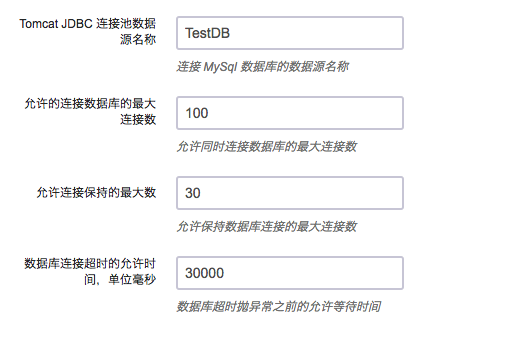 Tomcat JDBC 连接池数据
源名称
TestDB
连接 MySql 数据库的数据源名称
允许的连接数据库的最大
连接数
100
允许同时连接数据库的最大连接数
允许连接保持的最大数
30
允许保持数据库连接的最大连接数
数据库连接超时的允许时
间，单位毫秒
30000
数据库超时抛异常之前的允许等待时间